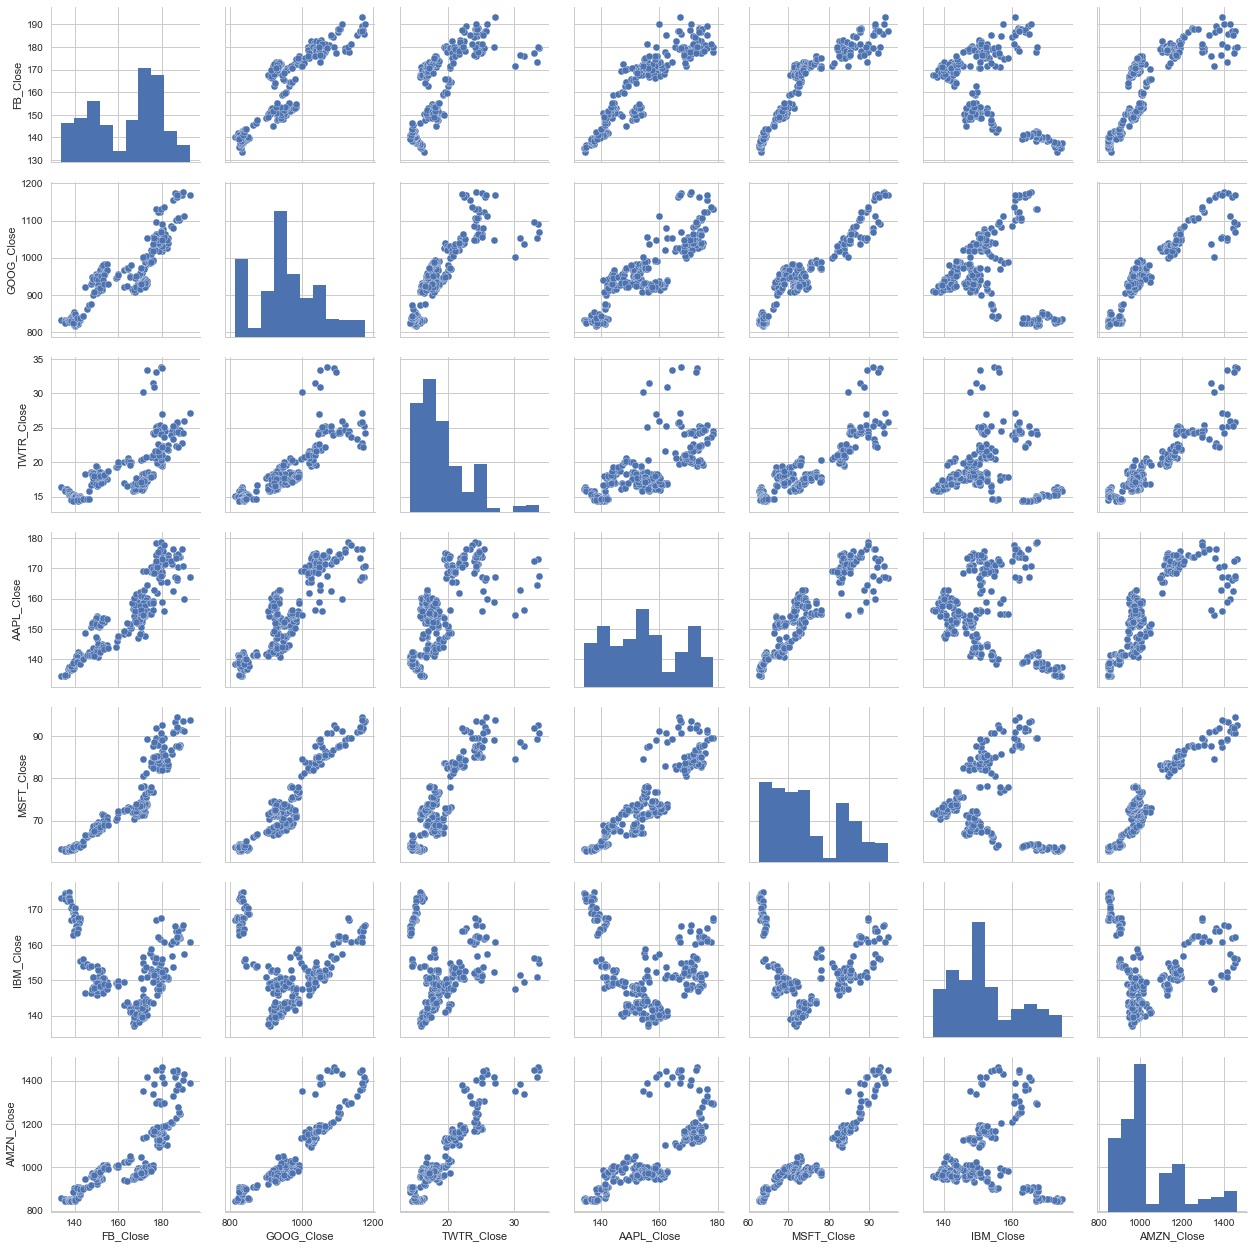 FB_Close
190
180
170
160
150
140
130
GOOG_Close
1200
1100
1000
900
800
TWTR_Close
35
30
25
20
15
AAPL_Close
180
170
160
150
140
MSFT_Close
90
80
70
IBM_Close
170
160
150
140
AMZN_Close
1400
1200
1000
800
140 160 180
800 1000 1200
20 30
140 160 180
60 70 80 90
140 160
800 1000 1200 1400
FB_Close GOOG_Close TWTR_Close AAPL_Close MSFT_Close IBM_Close AMZN_Close